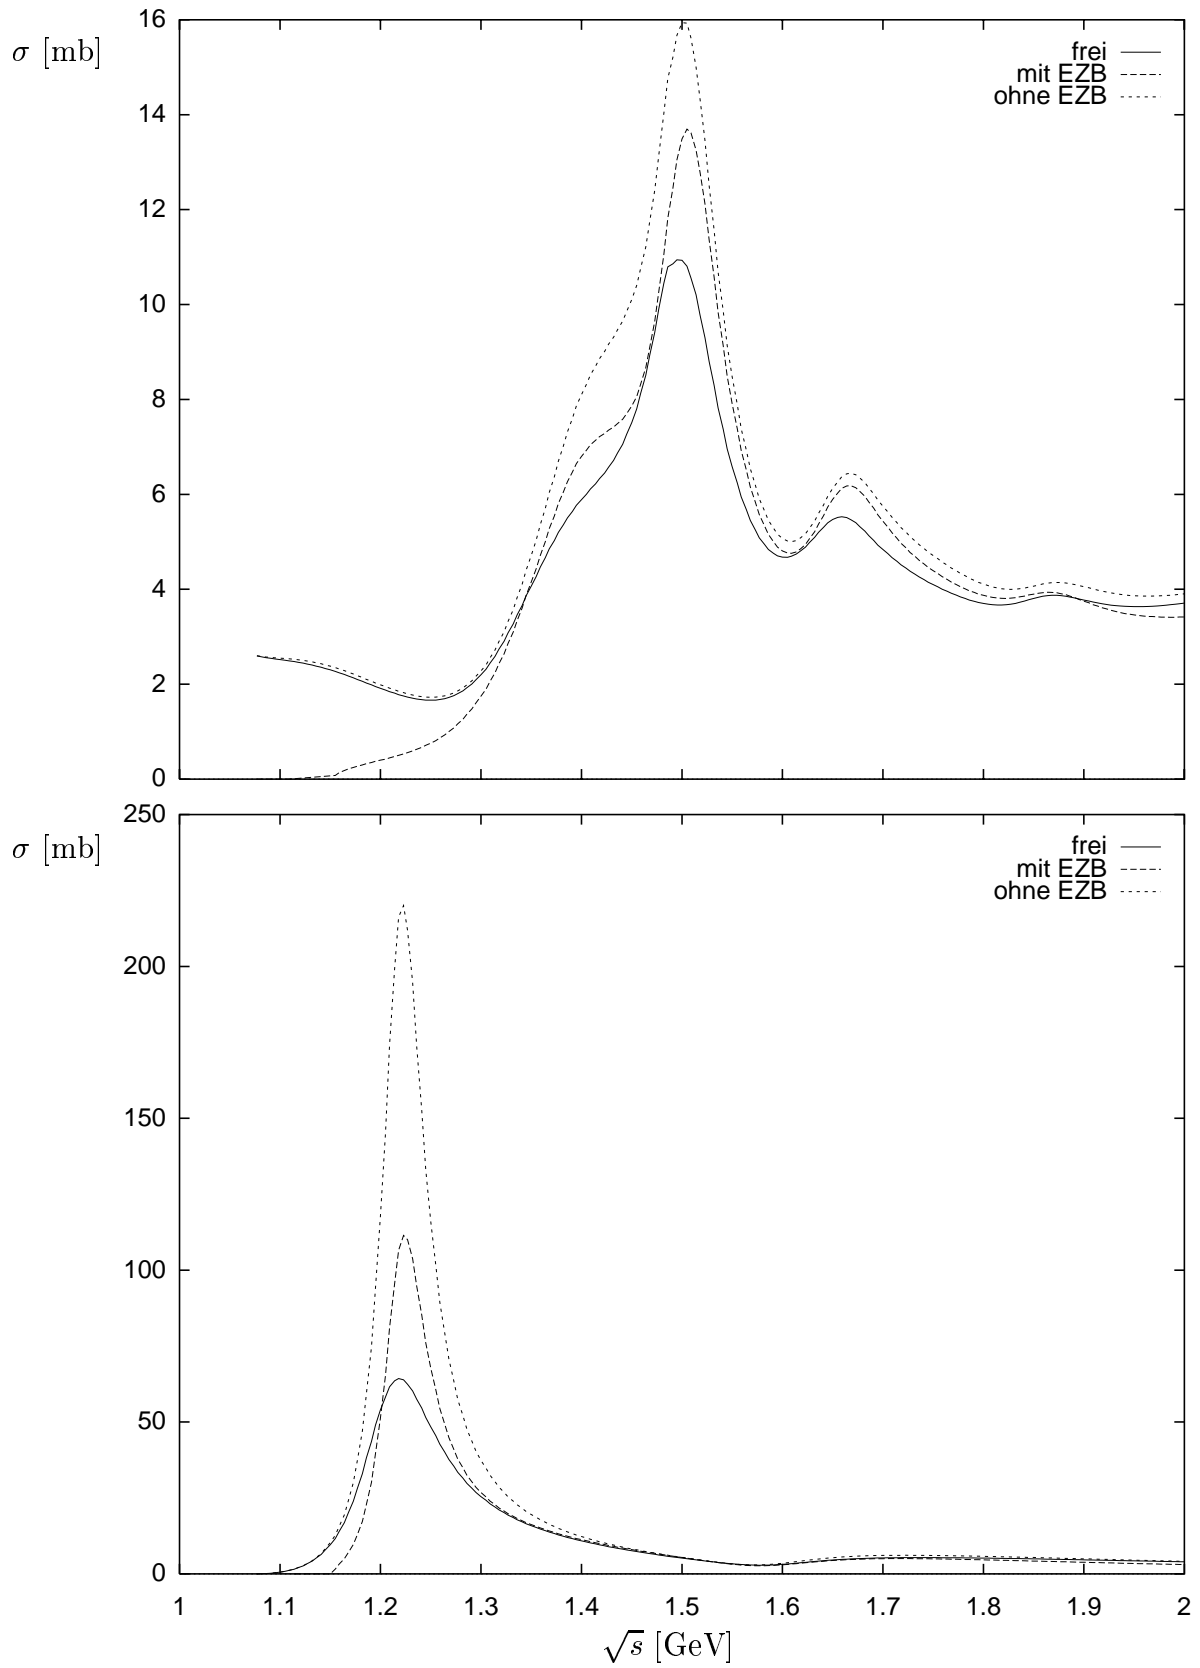 σ [mb]
16
14
12
10
8
6
4
2
0
frei
mit EZB
ohne EZB
σ [mb]
250
200
150
100
50
0
frei
mit EZB
ohne EZB
1 1.1 1.2 1.3 1.4 1.5 1.6 1.7 1.8 1.9 2
√s [GeV]